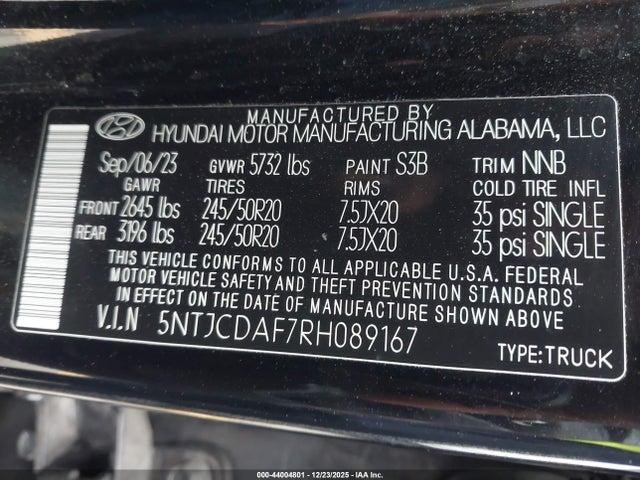 MANUFACTURED BY
HYUNDAI MOTOR MANUFACTURING ALABAMA, LLC
Sep/06/23 GVWR 5732 lbs PAINT S3B TRIM NNB
GAWR TIRES RIMS COLD TIRE INFL
FRONT 2645 lbs 245/50R20 7.5JX20 35 psi SINGLE
REAR 3196 lbs 245/50R20 7.5JX20 35 psi SINGLE
THIS VEHICLE CONFORMS TO ALL APPLICABLE U.S.A. FEDERAL
MOTOR VEHICLE SAFETY AND THEFT PREVENTION STANDARDS
IN EFFECT ON THE DATE OF MANUFACTURE SHOWN ABOVE.
V.I.N 5NTJCDAF7RH089167
TYPE:TRUCK
000-44004801 - 12/23/2025 - IAA Inc.